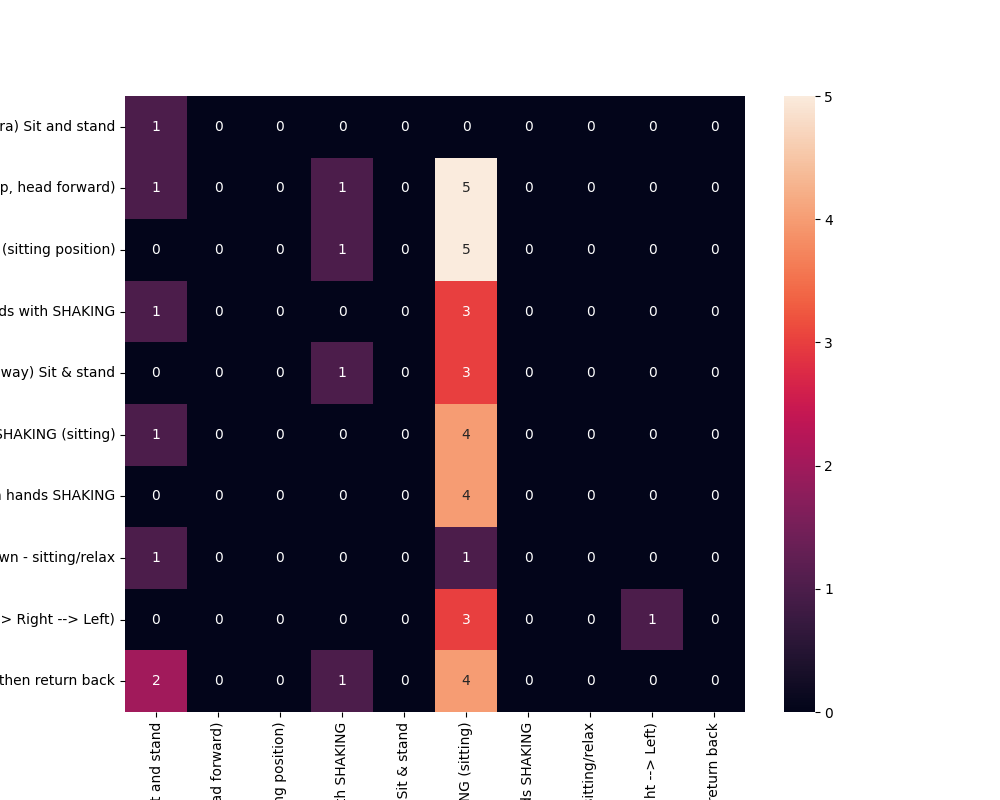 ra) Sit and stand 1 0 0 0 0 0 0 0 0 0
p, head forward) 1 0 0 1 0 5 0 0 0 0
(sitting position) 0 0 0 1 0 5 0 0 0 0
ds with SHAKING 1 0 0 0 0 3 0 0 0 0
way) Sit & stand 0 0 0 1 0 3 0 0 0 0
SHAKING (sitting) 1 0 0 0 0 4 0 0 0 0
hands SHAKING 0 0 0 0 0 4 0 0 0 0
wn - sitting/relax 1 0 0 0 0 1 0 0 0 0
> Right --> Left) 0 0 0 0 0 3 0 0 1 0
then return back 2 0 0 1 0 4 0 0 0 0
t and stand
ad forward)
ng position)
th SHAKING
Sit & stand
NG (sitting)
ds SHAKING
sitting/relax
ht --> Left)
return back
5
4
3
2
1
0